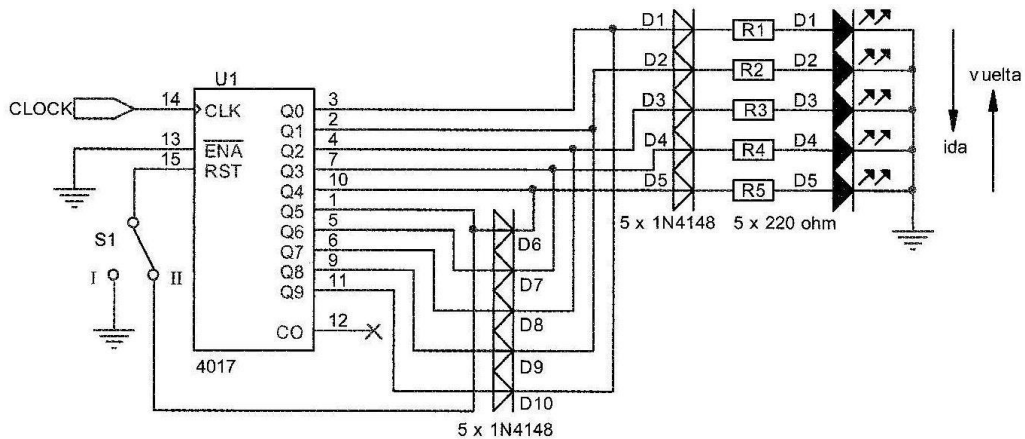 U1
CLOCK
14 CLK
13 ENA
15 RST
Q0 3
Q1 2
Q2 4
Q3 7
Q4 10
Q5 1
Q6 5
Q7 6
Q8 9
Q9 11
CO 12
4017
S1
I II
D1 R1 D1
D2 R2 D2
D3 R3 D3
D4 R4 D4
D5 R5 D5
5 x 1N4148 5 x 220 ohm
vuelta
ida
D6
D7
D8
D9
D10
5 x 1N4148